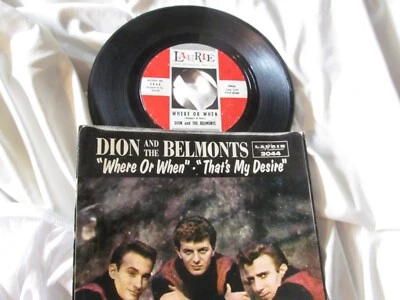 LAURIE
WHERE OR WHEN
DION and THE BELMONTS
DION AND THE BELMONTS
LAURIE
3044
"Where Or When" · "That's My Desire"